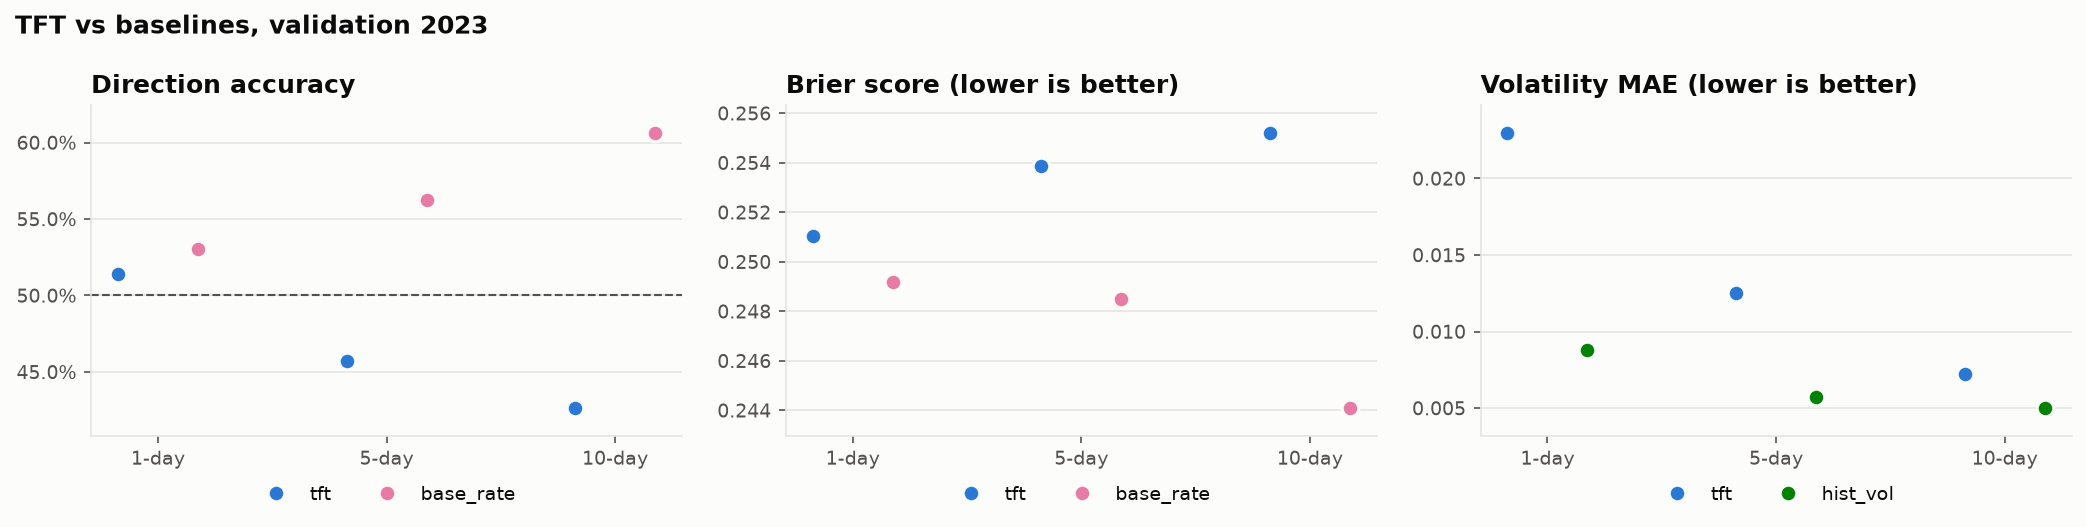 TFT vs baselines, validation 2023
Direction accuracy
60.0%
55.0%
50.0%
45.0%
1-day 5-day 10-day
tft base_rate
Brier score (lower is better)
0.256
0.254
0.252
0.250
0.248
0.246
0.244
1-day 5-day 10-day
tft base_rate
Volatility MAE (lower is better)
0.020
0.015
0.010
0.005
1-day 5-day 10-day
tft hist_vol